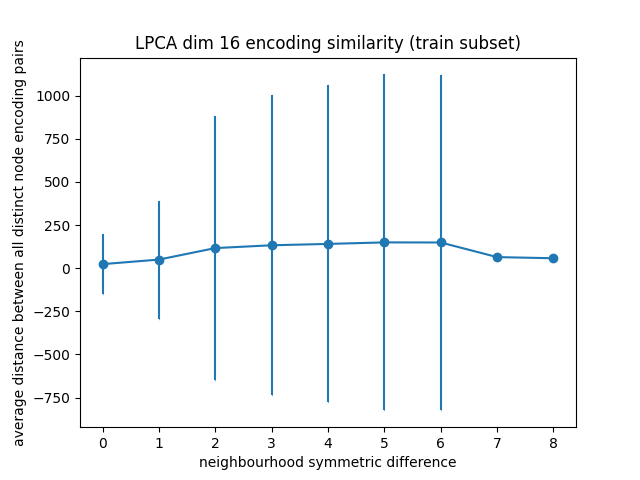 LPCA dim 16 encoding similarity (train subset)
average distance between all distinct node encoding pairs
1000
750
500
250
0
−250
−500
−750
0 1 2 3 4 5 6 7 8
neighbourhood symmetric difference